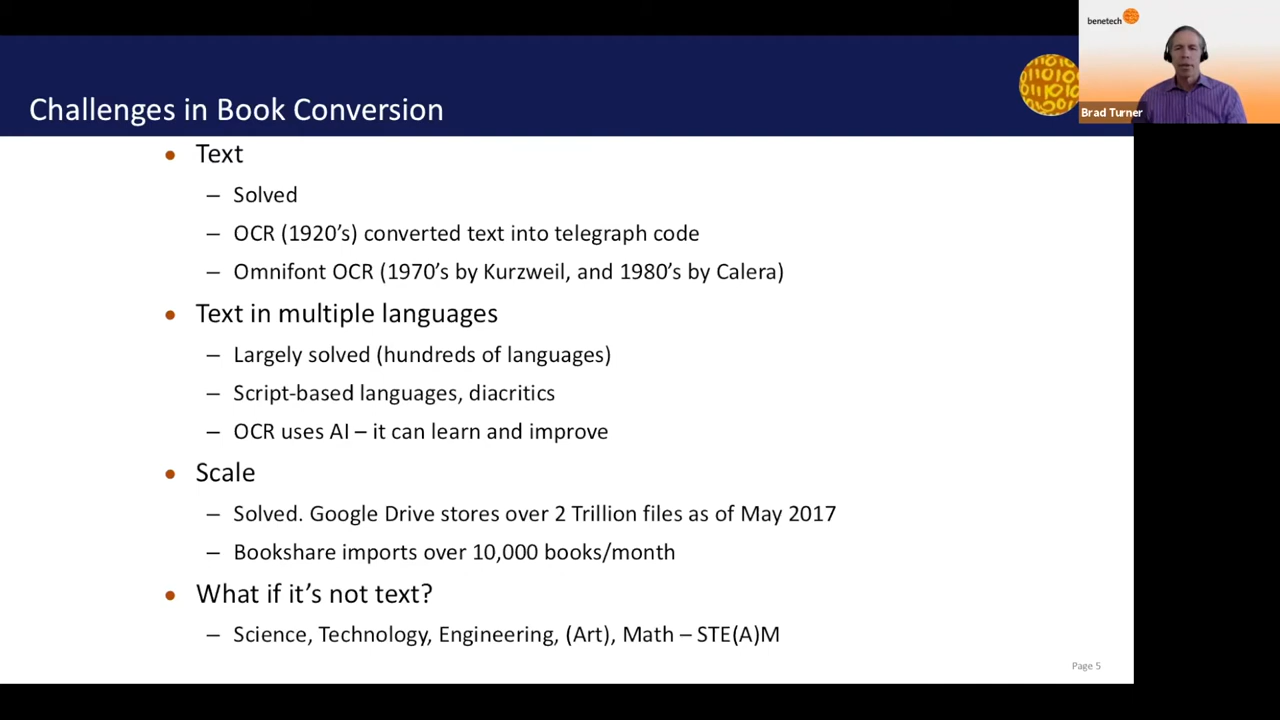 benetech
Brad Turner
Challenges in Book Conversion
• Text
– Solved
– OCR (1920’s) converted text into telegraph code
– Omnifont OCR (1970’s by Kurzweil, and 1980’s by Calera)
• Text in multiple languages
– Largely solved (hundreds of languages)
– Script-based languages, diacritics
– OCR uses AI – it can learn and improve
• Scale
– Solved. Google Drive stores over 2 Trillion files as of May 2017
– Bookshare imports over 10,000 books/month
• What if it’s not text?
– Science, Technology, Engineering, (Art), Math – STE(A)M
Page 5